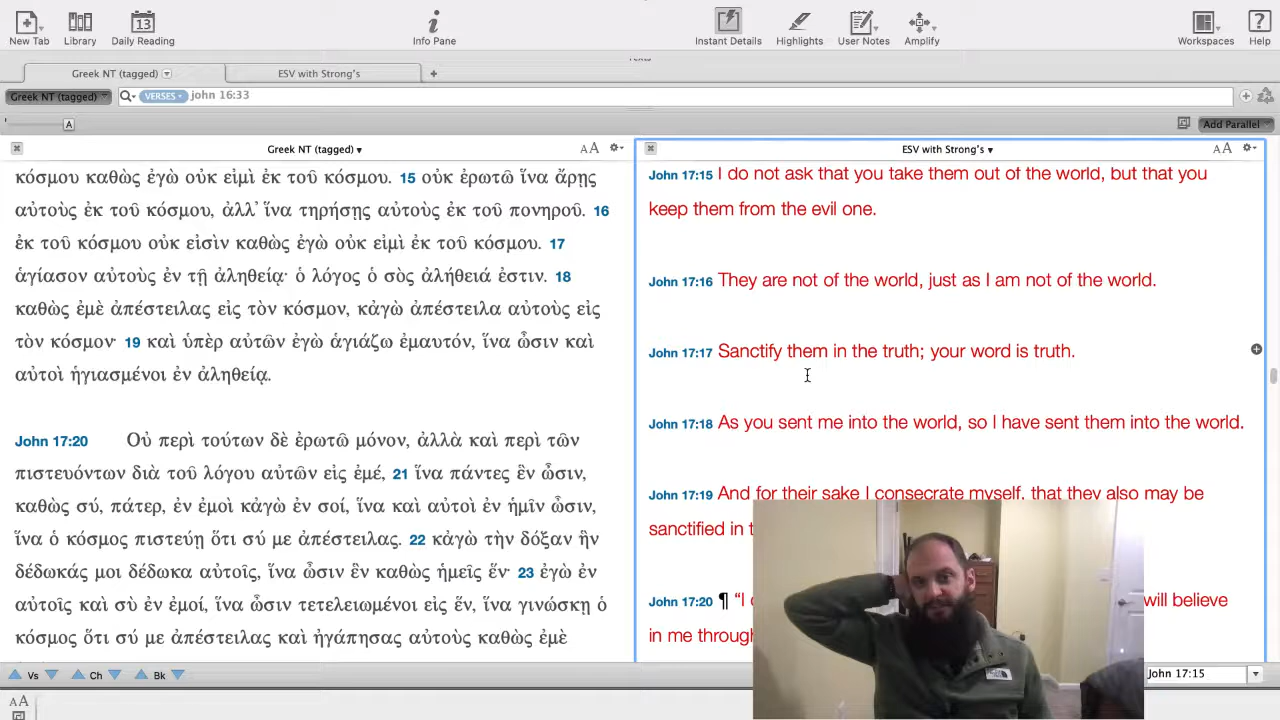 New Tab
Library
13
Daily Reading
Info Pane
Instant Details
Highlights
User Notes
Amplify
Workspaces
Help
Greek NT (tagged)
ESV with Strong's
Greek NT (tagged)
VERSES
john 16:33
A
Add Parallel
Greek NT (tagged)
AA
κόσμου καθὼς ἐγὼ οὐκ εἰμὶ ἐκ τοῦ κόσμου. 15 οὐκ ἐρωτῶ ἵνα ἄρῃς
αὐτοὺς ἐκ τοῦ κόσμου, ἀλλ᾽ ἵνα τηρήσῃς αὐτοὺς ἐκ τοῦ πονηροῦ. 16
ἐκ τοῦ κόσμου οὐκ εἰσὶν καθὼς ἐγὼ οὐκ εἰμὶ ἐκ τοῦ κόσμου. 17
ἁγίασον αὐτοὺς ἐν τῇ ἀληθείᾳ· ὁ λόγος ὁ σὸς ἀλήθειά ἐστιν. 18
καθὼς ἐμὲ ἀπέστειλας εἰς τὸν κόσμον, κἀγὼ ἀπέστειλα αὐτοὺς εἰς
τὸν κόσμον· 19 καὶ ὑπὲρ αὐτῶν ἐγὼ ἁγιάζω ἐμαυτόν, ἵνα ὦσιν καὶ
αὐτοὶ ἡγιασμένοι ἐν ἀληθείᾳ.
John 17:20 Οὐ περὶ τούτων δὲ ἐρωτῶ μόνον, ἀλλὰ καὶ περὶ τῶν
πιστευόντων διὰ τοῦ λόγου αὐτῶν εἰς ἐμέ, 21 ἵνα πάντες ἓν ὦσιν,
καθὼς σύ, πάτερ, ἐν ἐμοὶ κἀγὼ ἐν σοί, ἵνα καὶ αὐτοὶ ἐν ἡμῖν ὦσιν,
ἵνα ὁ κόσμος πιστεύῃ ὅτι σύ με ἀπέστειλας. 22 κἀγὼ τὴν δόξαν ἣν
δέδωκάς μοι δέδωκα αὐτοῖς, ἵνα ὦσιν ἓν καθὼς ἡμεῖς ἕν· 23 ἐγὼ ἐν
αὐτοῖς καὶ σὺ ἐν ἐμοί, ἵνα ὦσιν τετελειωμένοι εἰς ἕν, ἵνα γινώσκῃ ὁ
κόσμος ὅτι σύ με ἀπέστειλας καὶ ἠγάπησας αὐτοὺς καθὼς ἐμὲ
ESV with Strong's
AA
John 17:15 I do not ask that you take them out of the world, but that you
keep them from the evil one.
John 17:16 They are not of the world, just as I am not of the world.
John 17:17 Sanctify them in the truth; your word is truth.
John 17:18 As you sent me into the world, so I have sent them into the world.
John 17:19 And for their sake I consecrate myself, that they also may be
sanctified in t
John 17:20 ¶ “I will believe
in me throug
Vs
Ch
Bk
John 17:15
AA